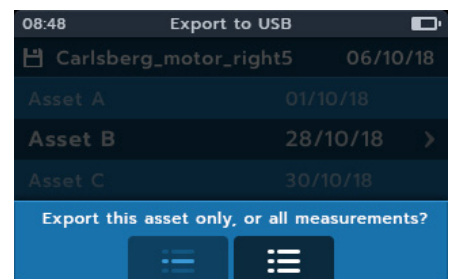 08:48 Export to USB
Carlsberg_motor_right5 06/10/18
Asset A 01/10/18
Asset B 28/10/18
Asset C 30/10/18
Export this asset only, or all measurements?